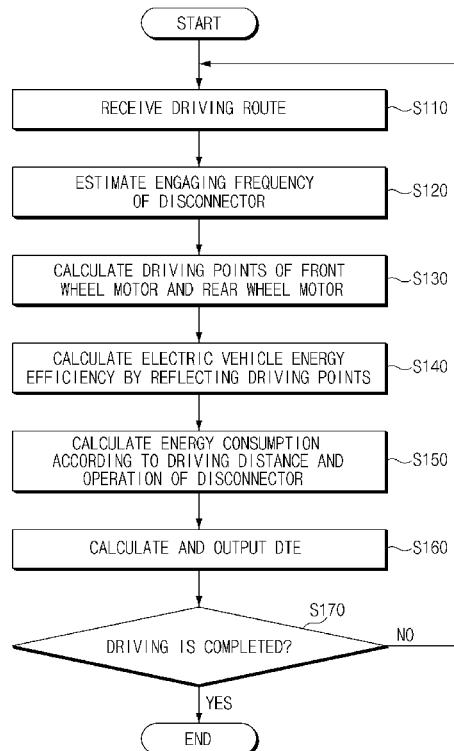 START
RECEIVE DRIVING ROUTE
S110
ESTIMATE ENGAGING FREQUENCY
OF DISCONNECTOR
S120
CALCULATE DRIVING POINTS OF FRONT
WHEEL MOTOR AND REAR WHEEL MOTOR
S130
CALCULATE ELECTRIC VEHICLE ENERGY
EFFICIENCY BY REFLECTING DRIVING POINTS
S140
CALCULATE ENERGY CONSUMPTION
ACCORDING TO DRIVING DISTANCE AND
OPERATION OF DISCONNECTOR
S150
CALCULATE AND OUTPUT DTE
S160
S170
DRIVING IS COMPLETED?
NO
YES
END